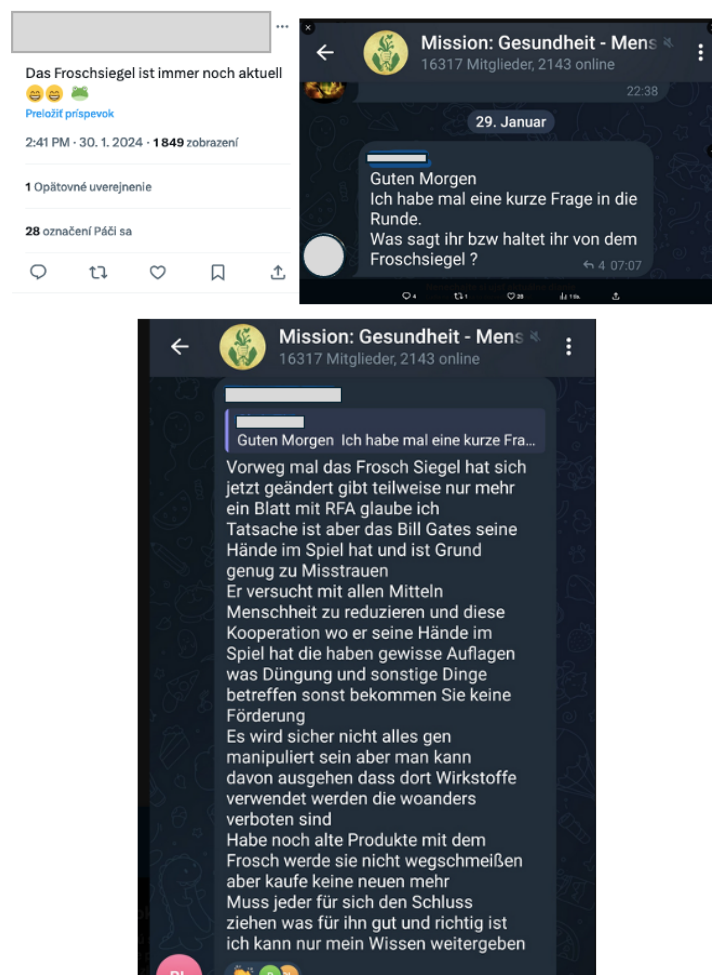 Das Froschsiegel ist immer noch aktuell
😄😄 🐸
Preložiť príspevok
2:41 PM · 30. 1. 2024 · 1 849 zobrazení
1 Opätovné uverejnenie
28 označení Páči sa
Mission: Gesundheit - Mens
16317 Mitglieder, 2143 online
22:38
29. Januar
Guten Morgen
Ich habe mal eine kurze Frage in die
Runde.
Was sagt ihr bzw haltet ihr von dem
Froschsiegel ?
4 07:07
4
1
28
Mission: Gesundheit - Mens
16317 Mitglieder, 2143 online
Guten Morgen Ich habe mal eine kurze Fra...
Vorweg mal das Frosch Siegel hat sich
jetzt geändert gibt teilweise nur mehr
ein Blatt mit RFA glaube ich
Tatsache ist aber das Bill Gates seine
Hände im Spiel hat und ist Grund
genug zu Misstrauen
Er versucht mit allen Mitteln
Menschheit zu reduzieren und diese
Kooperation wo er seine Hände im
Spiel hat die haben gewisse Auflagen
was Düngung und sonstige Dinge
betreffen sonst bekommen Sie keine
Förderung
Es wird sicher nicht alles gen
manipuliert sein aber man kann
davon ausgehen dass dort Wirkstoffe
verwendet werden die woanders
verboten sind
Habe noch alte Produkte mit dem
Frosch werde sie nicht wegschmeißen
aber kaufe keine neuen mehr
Muss jeder für sich den Schluss
ziehen was für ihn gut und richtig ist
ich kann nur mein Wissen weitergeben